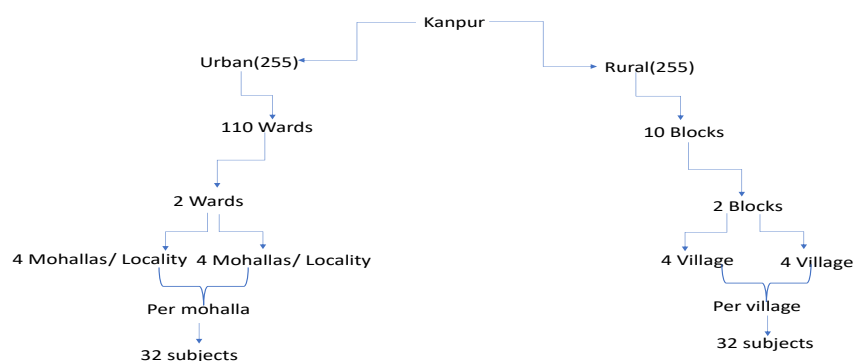 Kanpur
Urban(255)
Rural(255)
110 Wards
10 Blocks
2 Wards
2 Blocks
4 Mohallas/ Locality
4 Mohallas/ Locality
4 Village
4 Village
Per mohalla
Per village
32 subjects
32 subjects